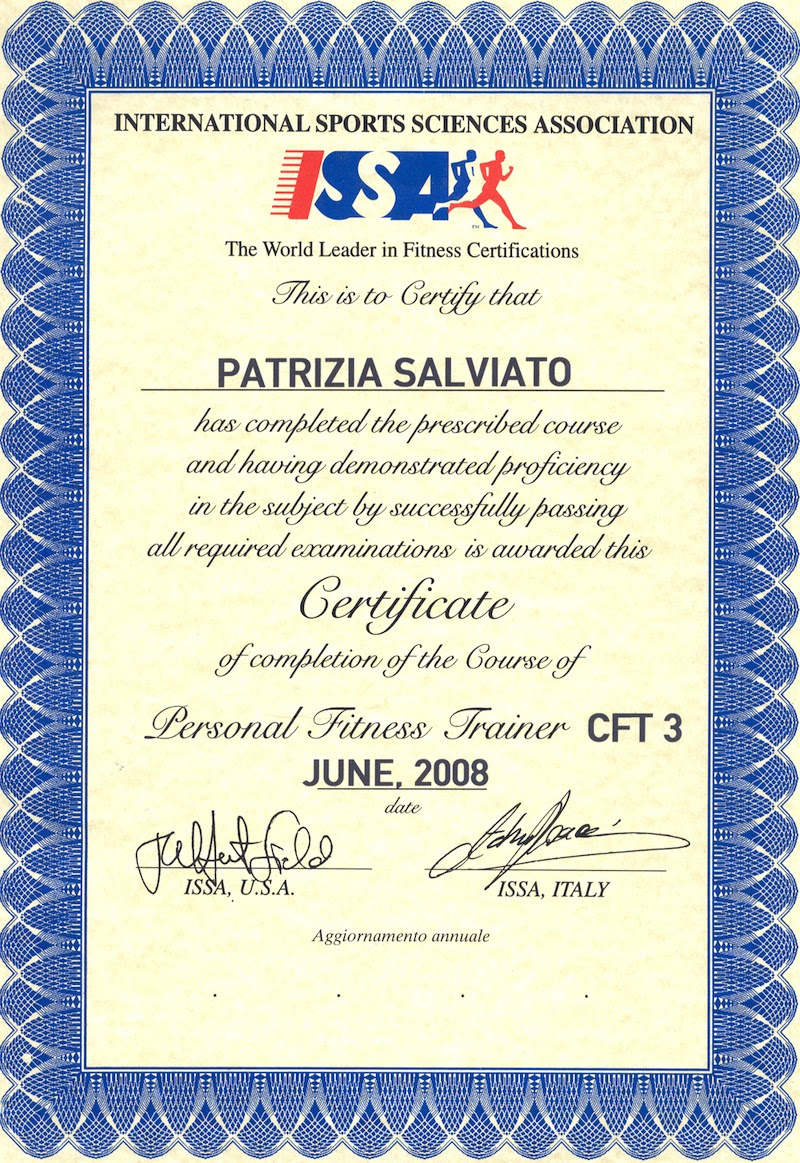 INTERNATIONAL SPORTS SCIENCES ASSOCIATION
ISSA
TM
The World Leader in Fitness Certifications
This is to Certify that
PATRIZIA SALVIATO
has completed the prescribed course
and having demonstrated proficiency
in the subject by successfully passing
all required examinations is awarded this
Certificate
of completion of the Course of
Personal Fitness Trainer CFT 3
JUNE, 2008
date
ISSA, U.S.A.
ISSA, ITALY
Aggiornamento annuale